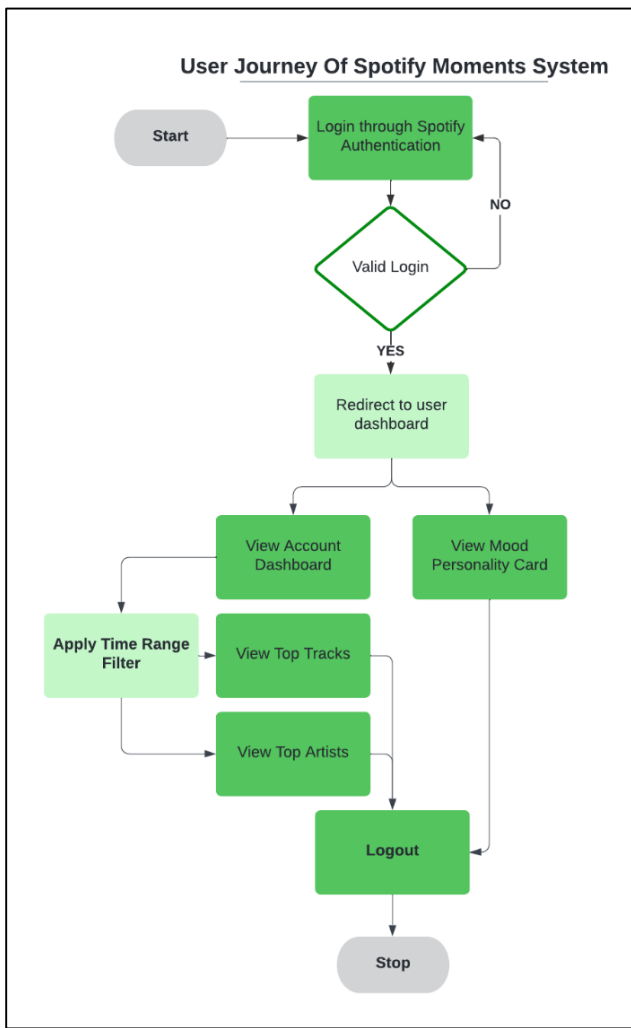 User Journey Of Spotify Moments System
Start
Login through Spotify
Authentication
NO
Valid Login
YES
Redirect to user
dashboard
View Account
Dashboard
View Mood
Personality Card
Apply Time Range
Filter
View Top Tracks
View Top Artists
Logout
Stop